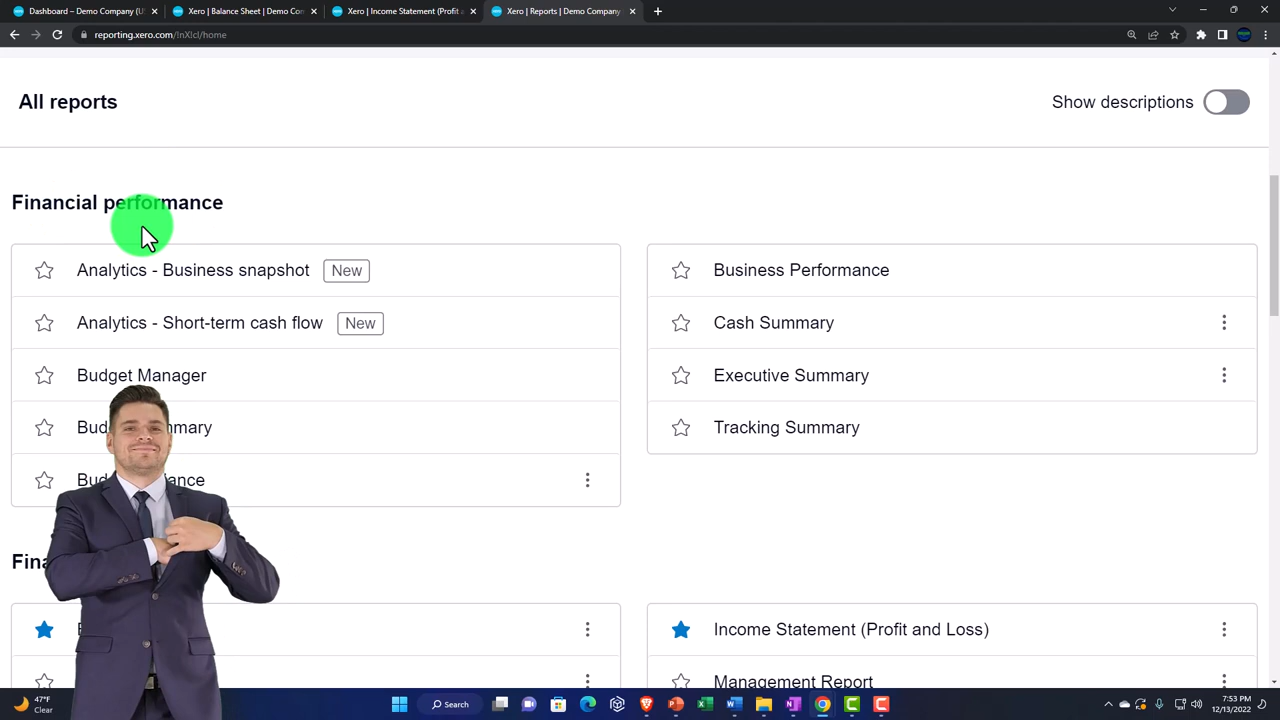 Dashboard – Demo Company (U
Xero | Balance Sheet | Demo Com
Xero | Income Statement (Profit a
Xero | Reports | Demo Company
reporting.xero.com/!nX!cl/home
All reports
Show descriptions
Financial performance
Analytics - Business snapshot New
Business Performance
Analytics - Short-term cash flow New
Cash Summary
Budget Manager
Executive Summary
Tracking Summary
Income Statement (Profit and Loss)
Management Report
47°F
Clear
Search
7:53 PM
12/13/2022